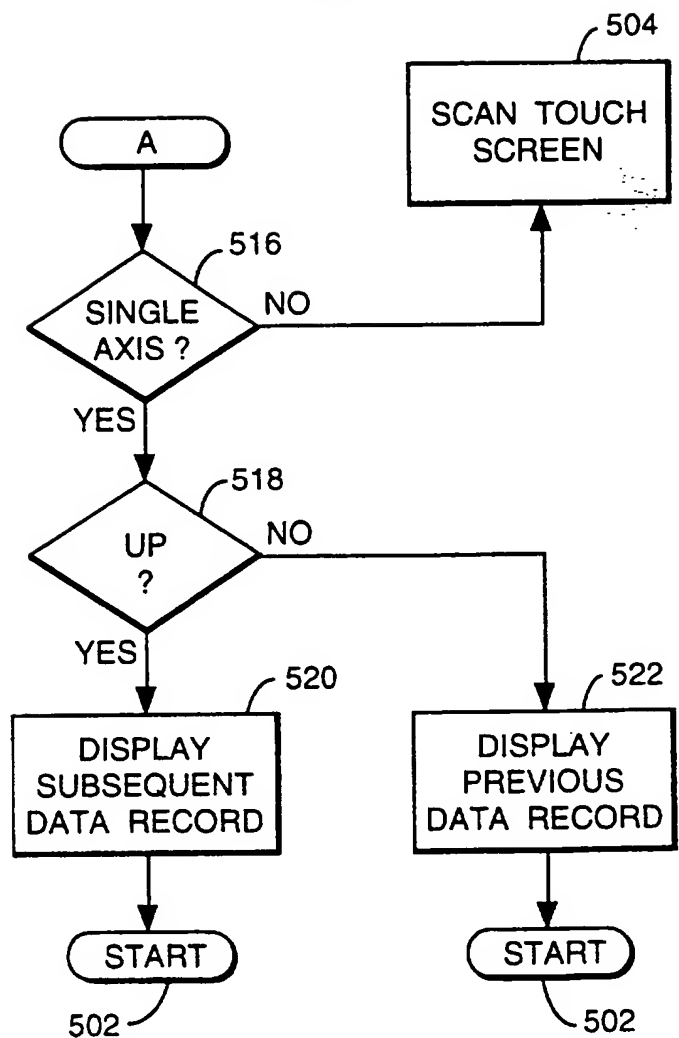 504
SCAN TOUCH
SCREEN
A
516
SINGLE
AXIS ?
NO
YES
518
UP
?
NO
YES
520
DISPLAY
SUBSEQUENT
DATA RECORD
522
DISPLAY
PREVIOUS
DATA RECORD
START
502
START
502